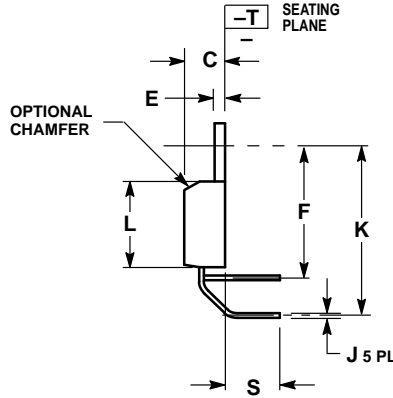 –T–
SEATING
PLANE
C
E
OPTIONAL
CHAMFER
L
F
K
J 5 PL
S